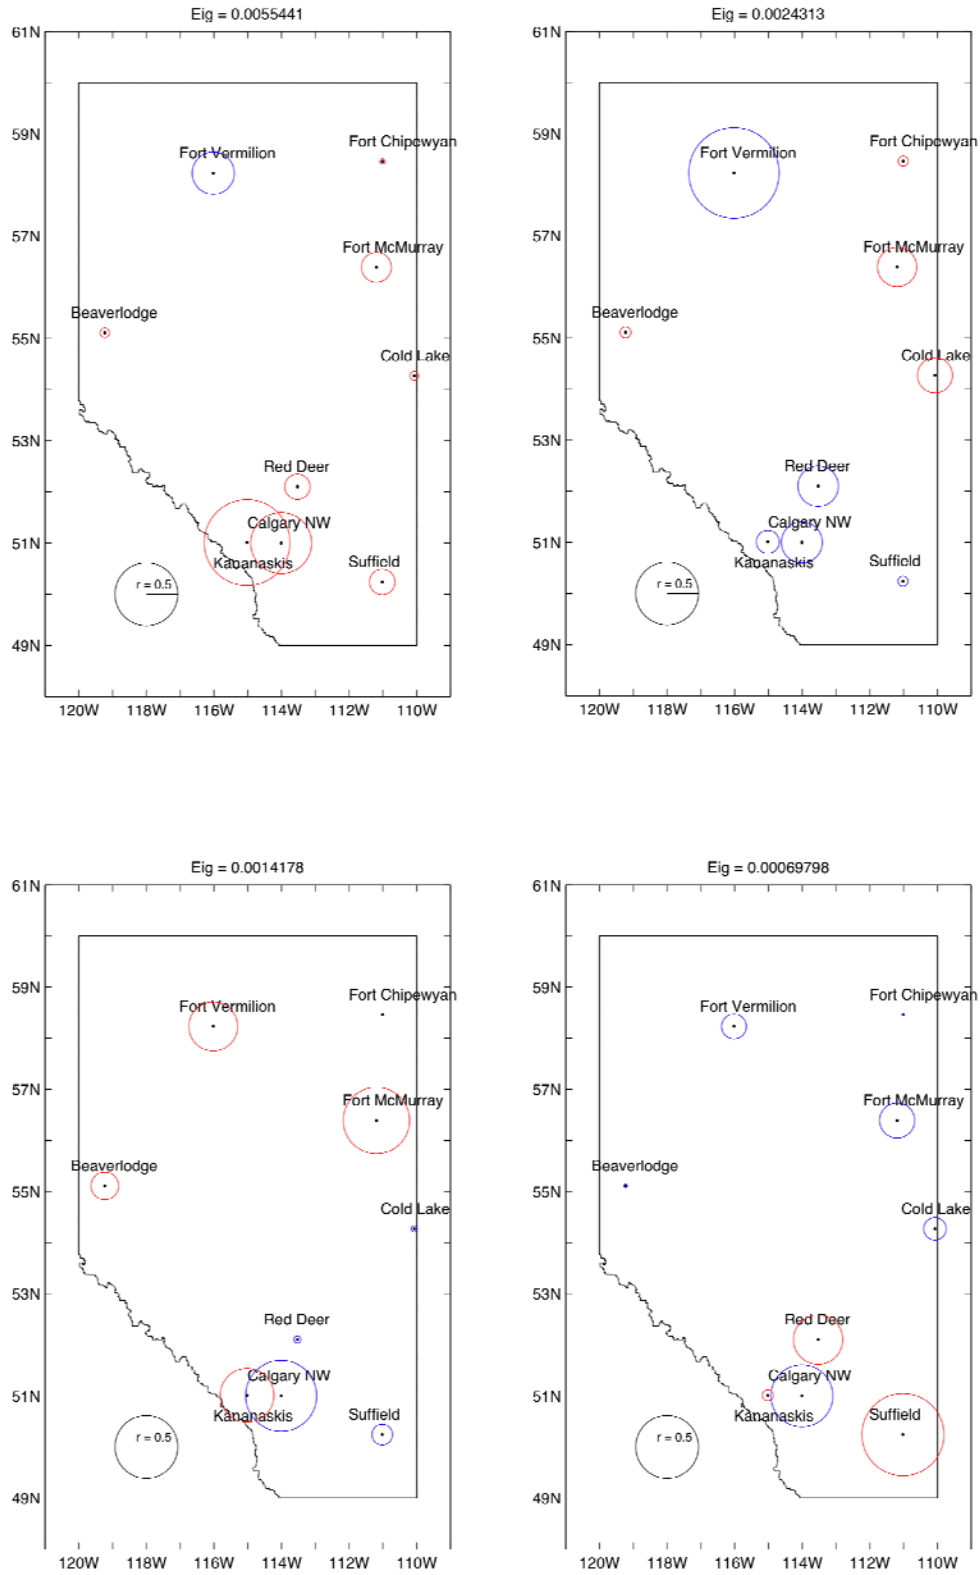 Eig = 0.0055441
61N
59N
57N
55N
53N
51N
49N
Fort Chipewyan
Fort Vermilion
Fort McMurray
Beaverlodge
Cold Lake
Red Deer
Calgary NW
Kananaskis
Suffield
r = 0.5
120W 118W 116W 114W 112W 110W
Eig = 0.0024313
61N
59N
57N
55N
53N
51N
49N
Fort Chipewyan
Fort Vermilion
Fort McMurray
Beaverlodge
Cold Lake
Red Deer
Calgary NW
Kananaskis
Suffield
r = 0.5
120W 118W 116W 114W 112W 110W
Eig = 0.0014178
61N
59N
57N
55N
53N
51N
49N
Fort Chipewyan
Fort Vermilion
Fort McMurray
Beaverlodge
Cold Lake
Red Deer
Calgary NW
Kananaskis
Suffield
r = 0.5
120W 118W 116W 114W 112W 110W
Eig = 0.00069798
61N
59N
57N
55N
53N
51N
49N
Fort Chipewyan
Fort Vermilion
Fort McMurray
Beaverlodge
Cold Lake
Red Deer
Calgary NW
Kananaskis
Suffield
r = 0.5
120W 118W 116W 114W 112W 110W